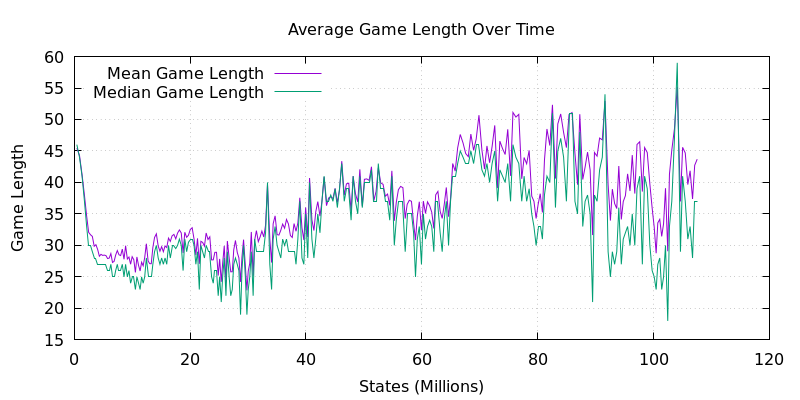 Average Game Length Over Time
Mean Game Length
Median Game Length
Game Length
60
55
50
45
40
35
30
25
20
15
0 20 40 60 80 100 120
States (Millions)